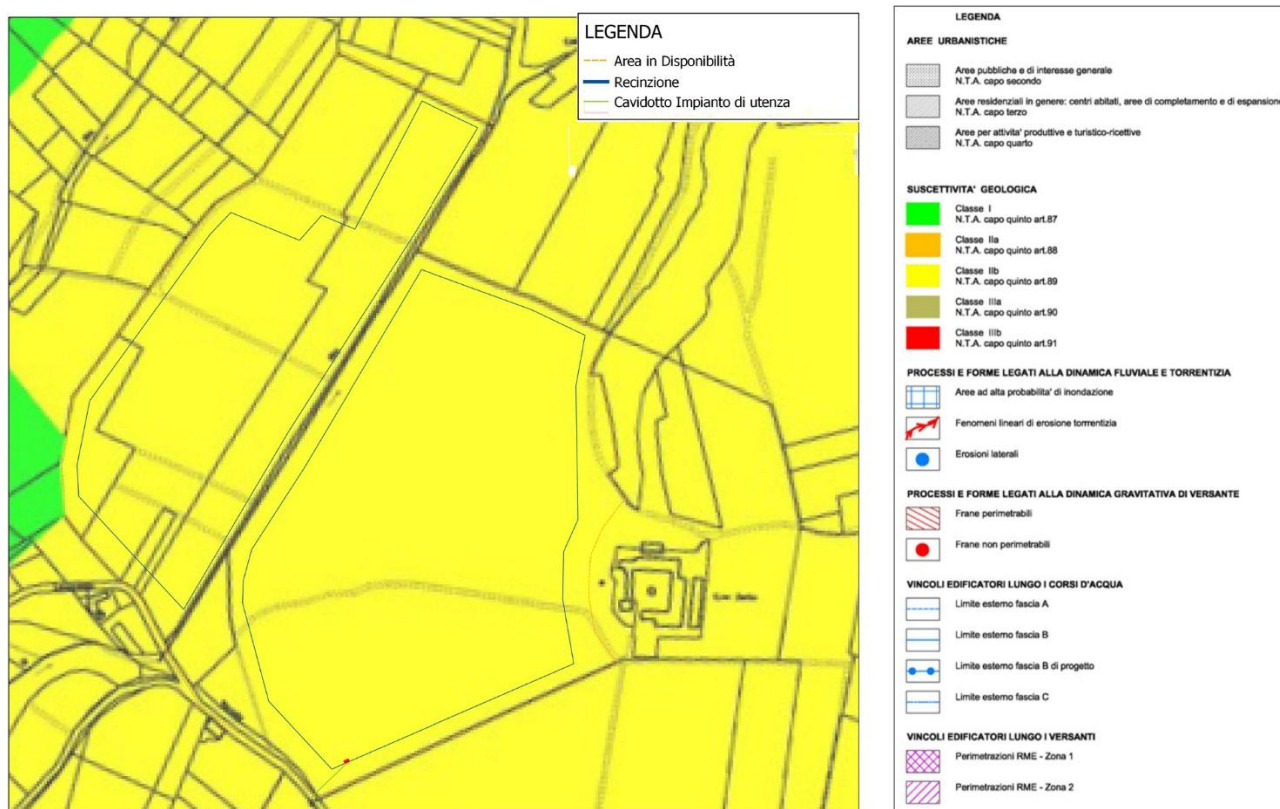 LEGENDA
Area in Disponibilità
Recinzione
Cavidotto Impianto di utenza
LEGENDA
AREE URBANISTICHE
Aree pubbliche e di interesse generale
N.T.A. capo secondo
Aree residenziali in genere: centri abitati, aree di completamento e di espansione
N.T.A. capo terzo
Aree per attivita' produttive e turistico-ricettive
N.T.A. capo quarto
SUSCETTIVITA' GEOLOGICA
Classe I
N.T.A. capo quinto art.87
Classe IIa
N.T.A. capo quinto art.88
Classe IIb
N.T.A. capo quinto art.89
Classe IIIa
N.T.A. capo quinto art.90
Classe IIIb
N.T.A. capo quinto art.91
PROCESSI E FORME LEGATI ALLA DINAMICA FLUVIALE E TORRENTIZIA
Aree ad alta probabilita' di inondazione
Fenomeni lineari di erosione torrrentizia
Erosioni laterali
PROCESSI E FORME LEGATI ALLA DINAMICA GRAVITATIVA DI VERSANTE
Frane perimetrabili
Frane non perimetrabili
VINCOLI EDIFICATORI LUNGO I CORSI D'ACQUA
Limite esterno fascia A
Limite esterno fascia B
Limite esterno fascia B di progetto
Limite esterno fascia C
VINCOLI EDIFICATORI LUNGO I VERSANTI
Perimetrazioni RME - Zona 1
Perimetrazioni RME - Zona 2